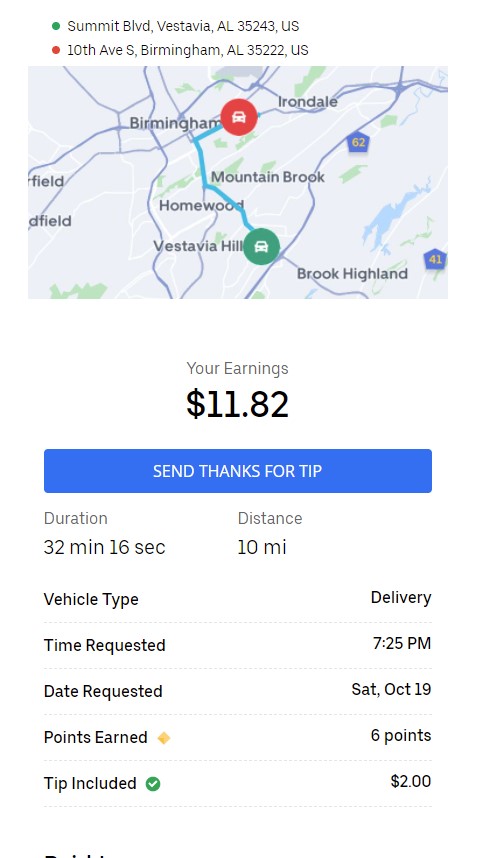 Summit Blvd, Vestavia, AL 35243, US
10th Ave S, Birmingham, AL 35222, US
Irondale
Birmingham
62
rfield
Mountain Brook
Homewood
dfield
Vestavia Hill
41
Brook Highland
Your Earnings
$11.82
SEND THANKS FOR TIP
Duration Distance
32 min 16 sec 10 mi
Vehicle Type Delivery
Time Requested 7:25 PM
Date Requested Sat, Oct 19
Points Earned 6 points
Tip Included $2.00